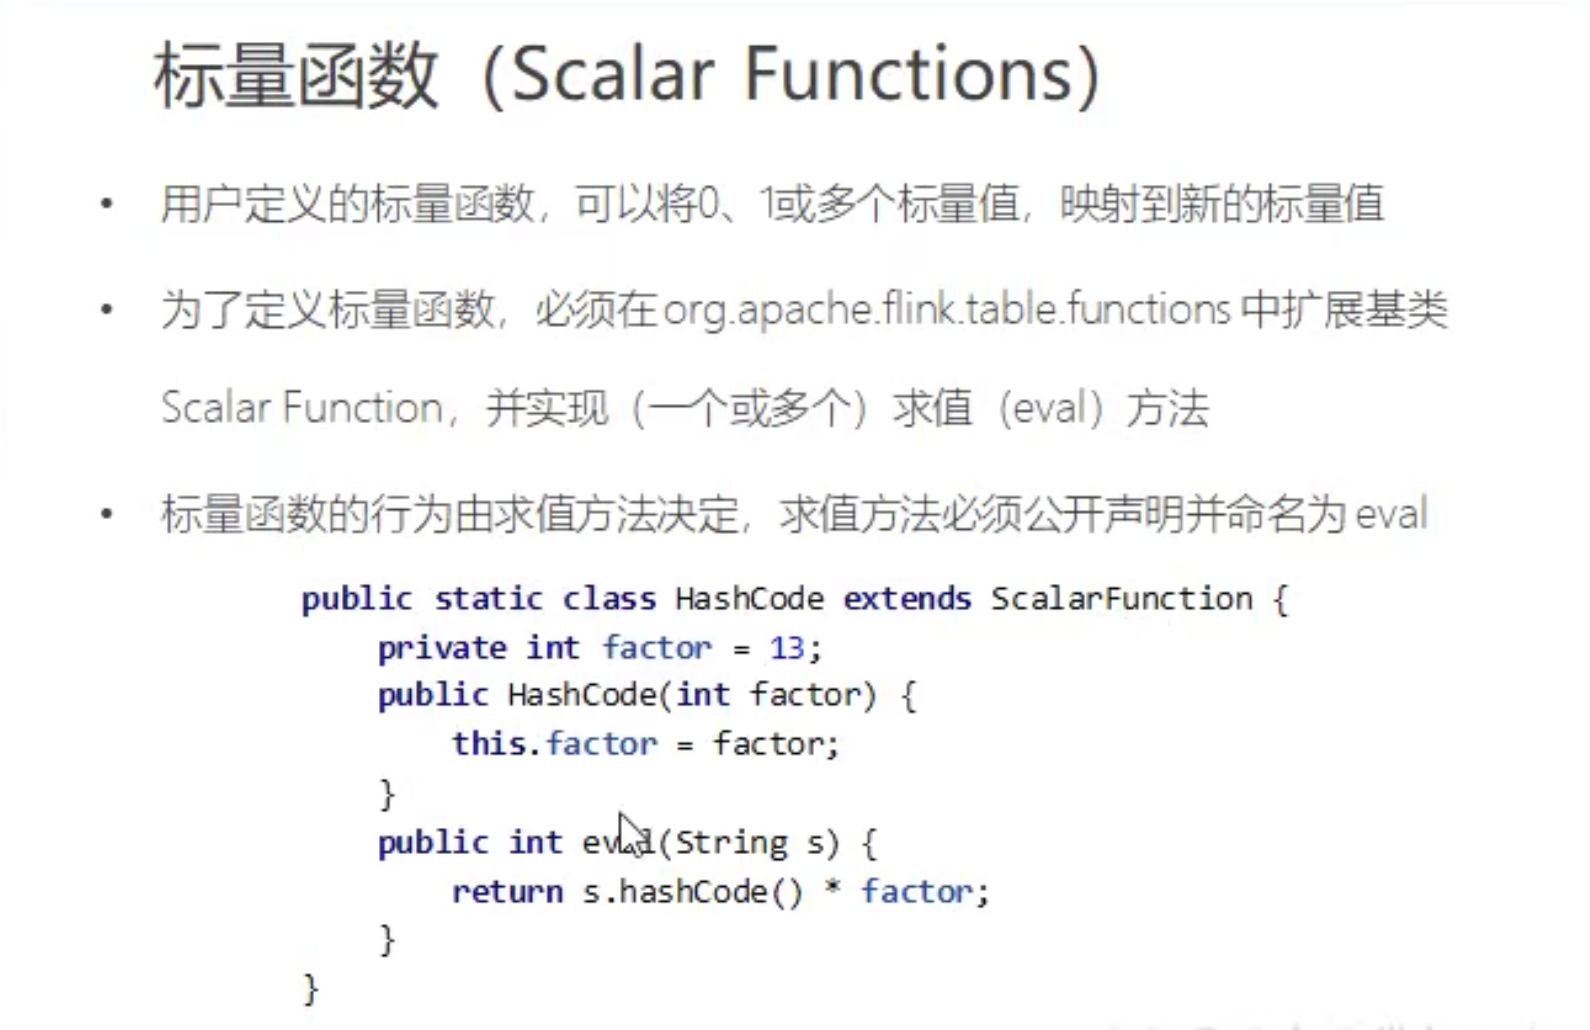 标量函数（Scalar Functions）
• 用户定义的标量函数，可以将0、1或多个标量值，映射到新的标量值
• 为了定义标量函数，必须在 org.apache.flink.table.functions 中扩展基类
Scalar Function，并实现（一个或多个）求值（eval）方法
• 标量函数的行为由求值方法决定，求值方法必须公开声明并命名为 eval
public static class HashCode extends ScalarFunction {
    private int factor = 13;
    public HashCode(int factor) {
        this.factor = factor;
    }
    public int eval(String s) {
        return s.hashCode() * factor;
    }
}